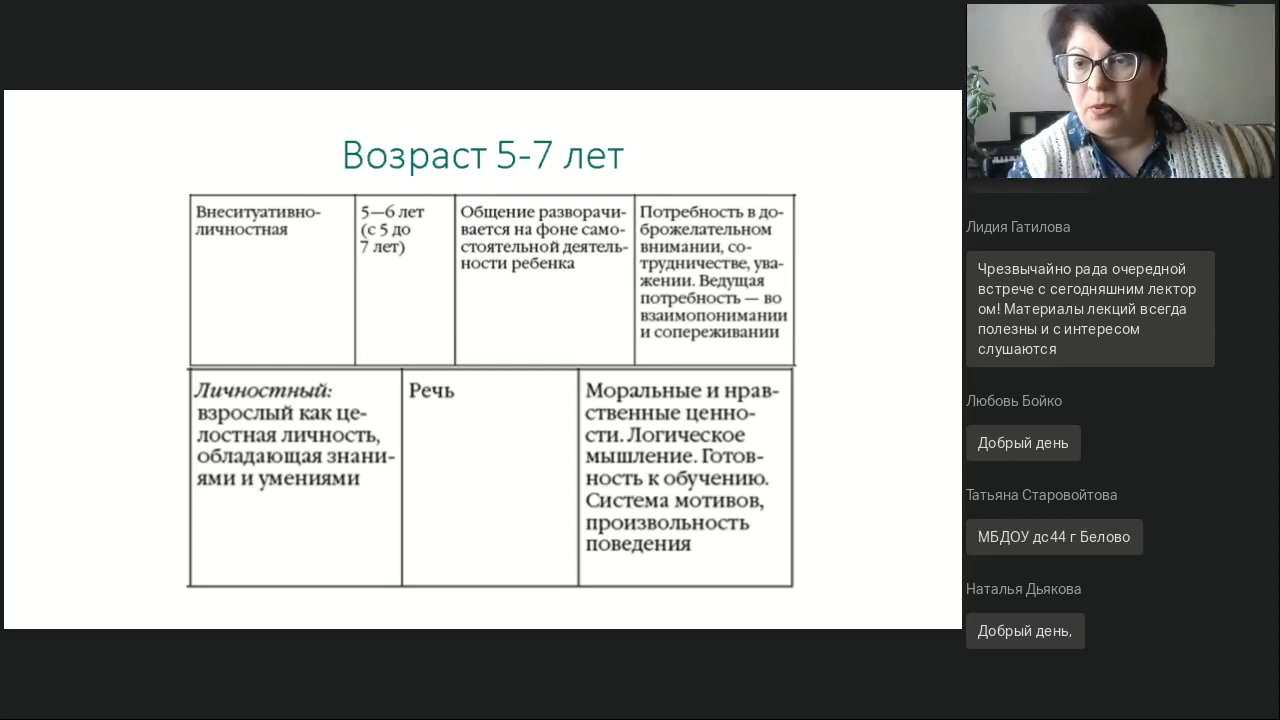 Возраст 5-7 лет
Внеситуативно-
личностная
5—6 лет
(с 5 до
7 лет)
Общение разворачи-
вается на фоне само-
стоятельной деятель-
ности ребенка
Потребность в до-
брожелательном
внимании, со-
трудничестве, ува-
жении. Ведущая
потребность — во
взаимопонимании
и сопереживании
Личностный:
взрослый как це-
лостная личность,
обладающая знани-
ями и умениями
Речь
Моральные и нрав-
ственные ценно-
сти. Логическое
мышление. Готов-
ность к обучению.
Система мотивов,
произвольность
поведения
Лидия Гатилова
Чрезвычайно рада очередной
встрече с сегодняшним лектор
ом! Материалы лекций всегда
полезны и с интересом
слушаются
Любовь Бойко
Добрый день
Татьяна Старовойтова
МБДОУ дс44 г Белово
Наталья Дьякова
Добрый день,